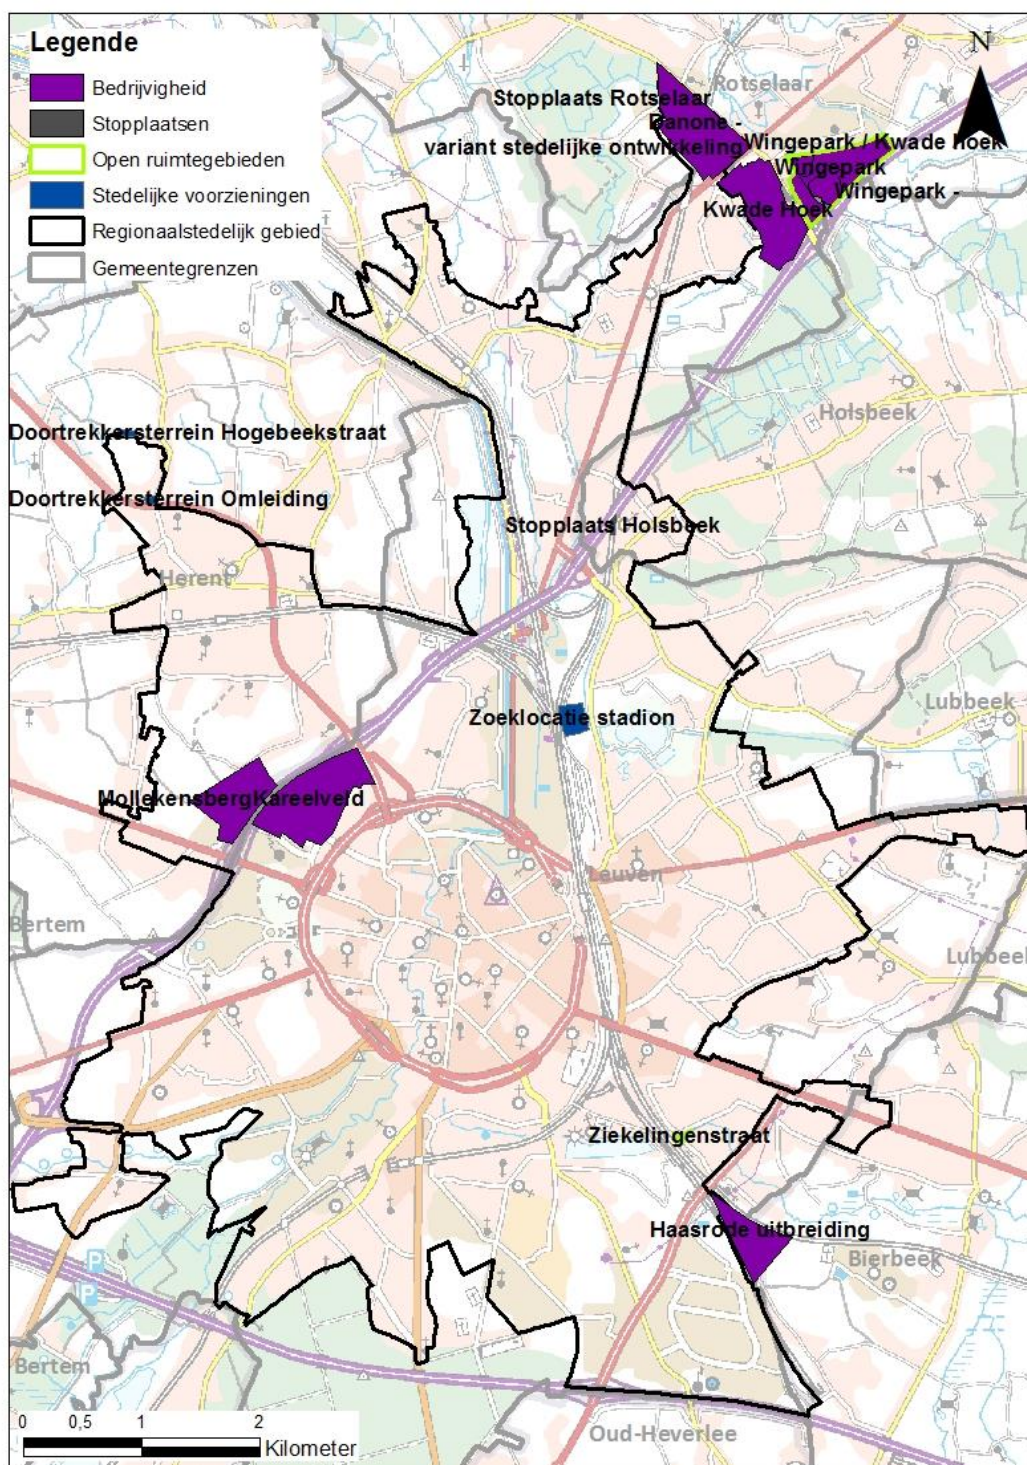 Legende
Bedrijvigheid
Stopplaatsen
Open ruimtegebieden
Stedelijke voorzieningen
Regionaalstedelijk gebied
Gemeentegrenzen
N
Rotselaar
Stopplaats Rotselaar
Danone -
variant stedelijke ontwikkeling
Wingepark / Kwade Hoek
Wingepark
Wingepark -
Kwade Hoek
Holsbeek
Doortrekkersterrein Hogebeekstraat
Doortrekkersterrein Omleiding
Stopplaats Holsbeek
Herent
Lubbeek
Zoeklocatie stadion
Mollekensberg
Kareelveld
Leuven
Bertem
Lubbeek
Ziekelingenstraat
Haasrode uitbreiding
Bierbeek
P
P
Bertem
Oud-Heverlee
0 0,5 1 2
Kilometer